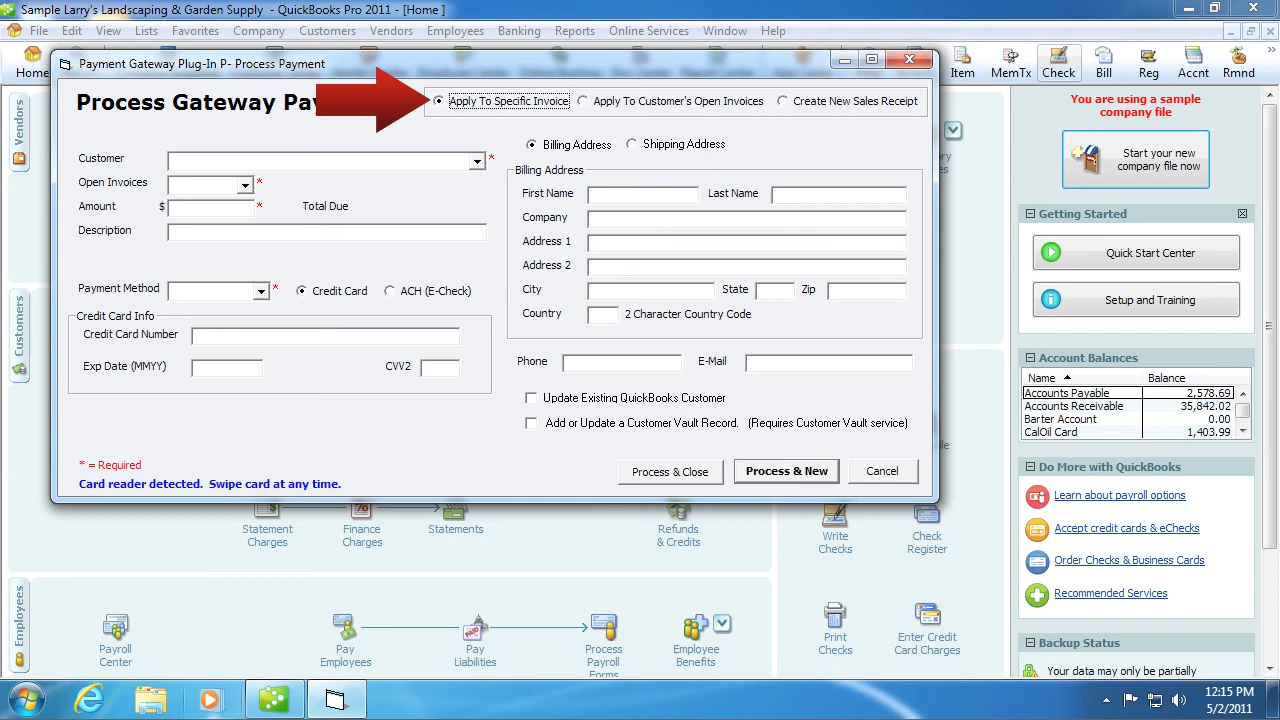 Sample Larry's Landscaping & Garden Supply - QuickBooks Pro 2011 - [Home ]
File Edit View Lists Favorites Company Customers Vendors Employees Banking Reports Online Services Window Help
Home
Item MemTx Check Bill Reg Accnt Rmnd
Payment Gateway Plug-In P- Process Payment
Process Gateway Pay
Apply To Specific Invoice Apply To Customer's Open Invoices Create New Sales Receipt
Customer *
Open Invoices *
Amount $ * Total Due
Description
Payment Method * Credit Card ACH (E-Check)
Credit Card Info
Credit Card Number
Exp Date (MMYY) CVV2
Billing Address Shipping Address
Billing Address
First Name Last Name
Company
Address 1
Address 2
City State Zip
Country 2 Character Country Code
Phone E-Mail
Update Existing QuickBooks Customer
Add or Update a Customer Vault Record. (Requires Customer Vault service)
* = Required
Card reader detected. Swipe card at any time.
Process & Close Process & New Cancel
Vendors
Customers
Employees
Statement
Charges
Finance
Charges
Statements
Refunds
& Credits
Write
Checks
Check
Register
Print
Checks
Enter Credit
Card Charges
Payroll
Center
Pay
Employees
Pay
Liabilities
Process
Payroll
Forms
Employee
Benefits
You are using a sample
company file
Start your new
company file now
Getting Started
Quick Start Center
Setup and Training
Account Balances
Name Balance
Accounts Payable 2,578.69
Accounts Receivable 35,842.02
Barter Account 0.00
CalOil Card 1,403.99
Do More with QuickBooks
Learn about payroll options
Accept credit cards & eChecks
Order Checks & Business Cards
Recommended Services
Backup Status
Your data may only be partially
12:15 PM
5/2/2011